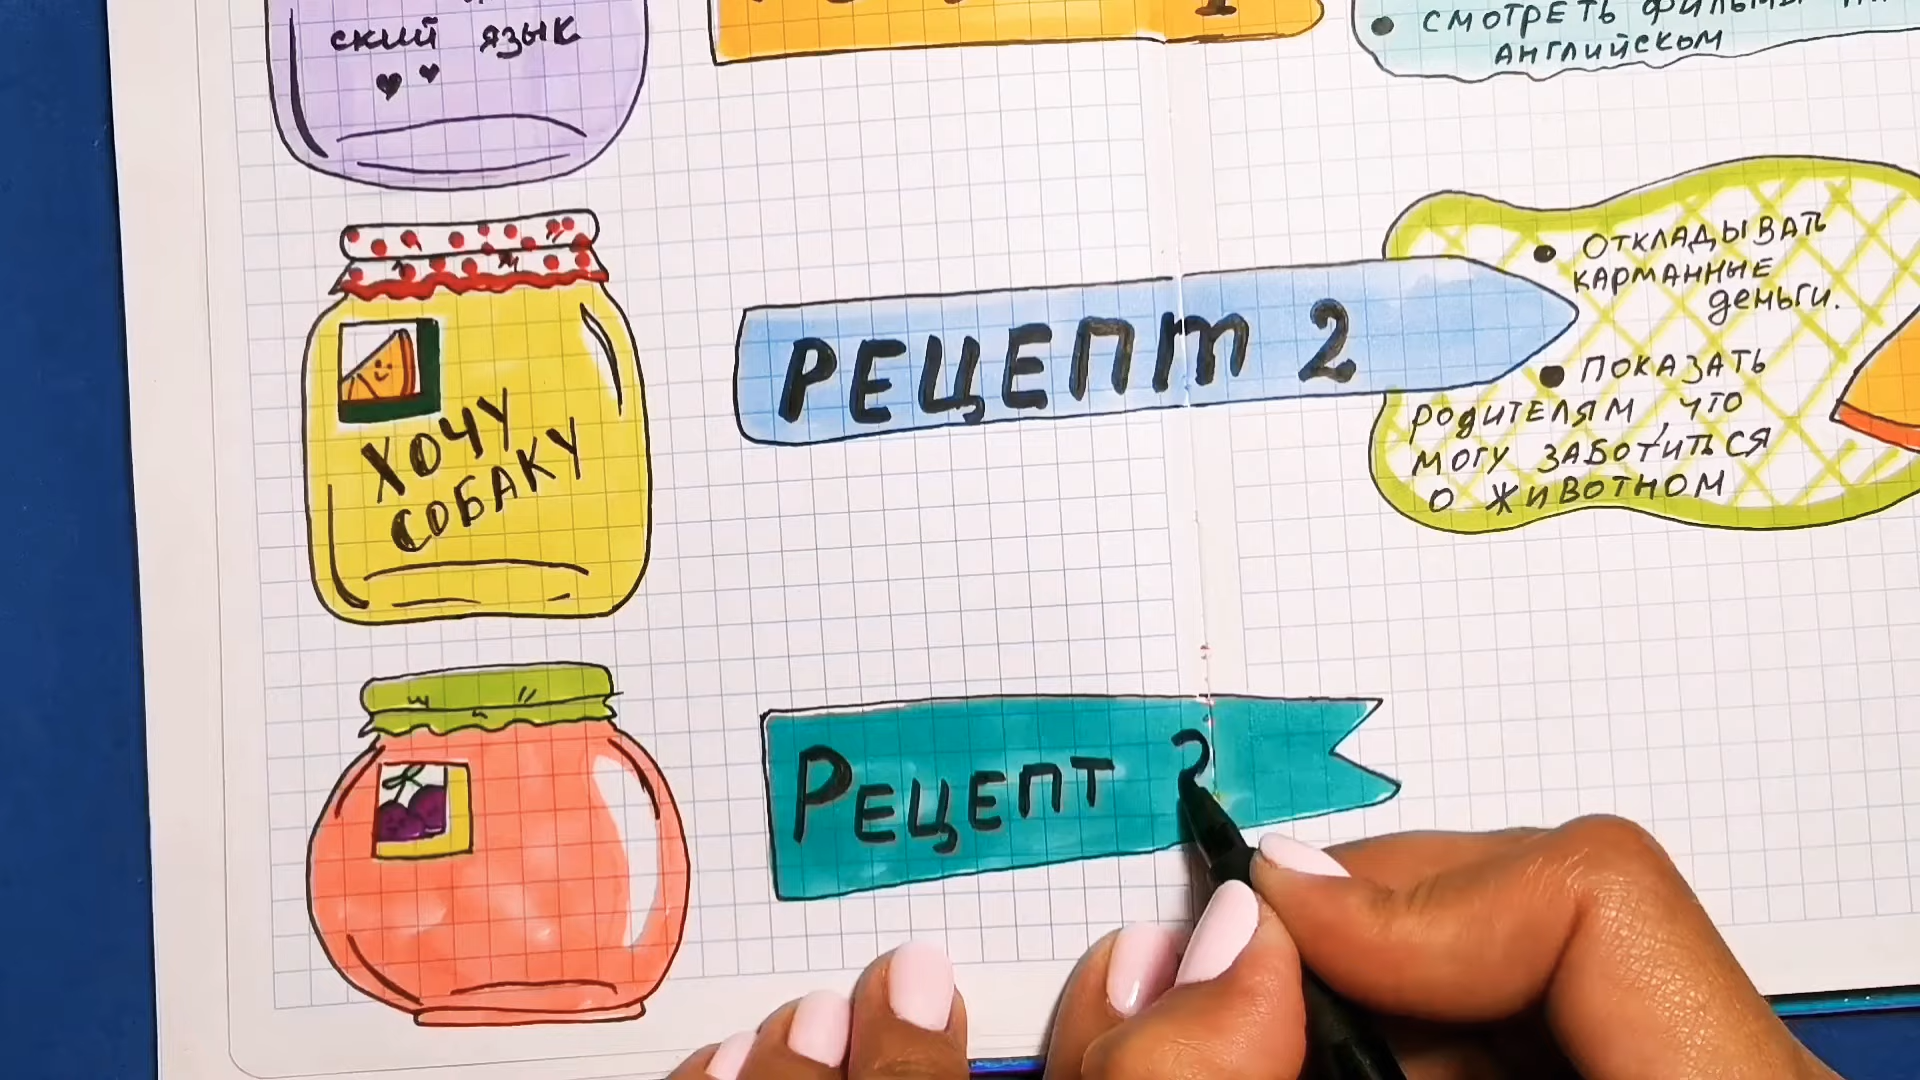 ский язык
1
смотреть фильмы
английском
ХОЧУ
СОБАКУ
РЕЦЕПТ 2
• откладывать
карманные
деньги.
• показать
родителям, что
могу заботиться
о животном
Рецепт